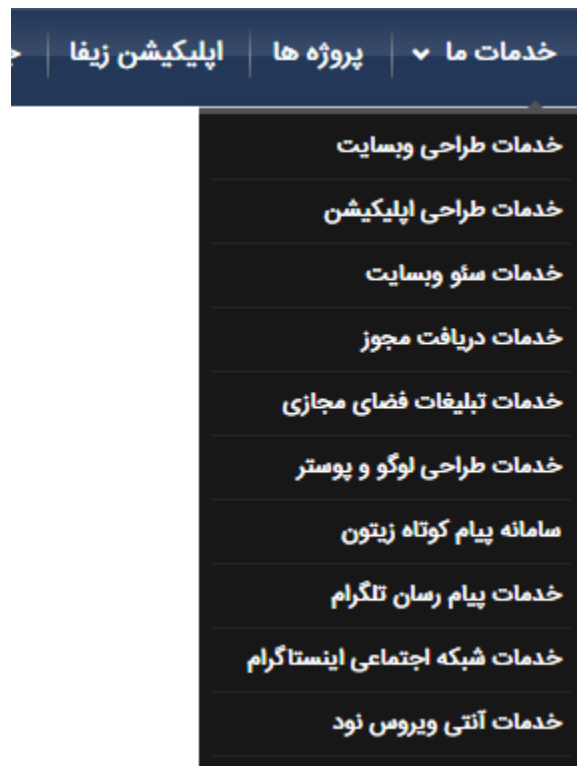 خدمات ما
پروژه ها
اپلیکیشن زیفا
خدمات طراحی وبسایت
خدمات طراحی اپلیکیشن
خدمات سئو وبسایت
خدمات دریافت مجوز
خدمات تبلیغات فضای مجازی
خدمات طراحی لوگو و پوستر
سامانه پیام کوتاه زیتون
خدمات پیام رسان تلگرام
خدمات شبکه اجتماعی اینستاگرام
خدمات آنتی ویروس نود